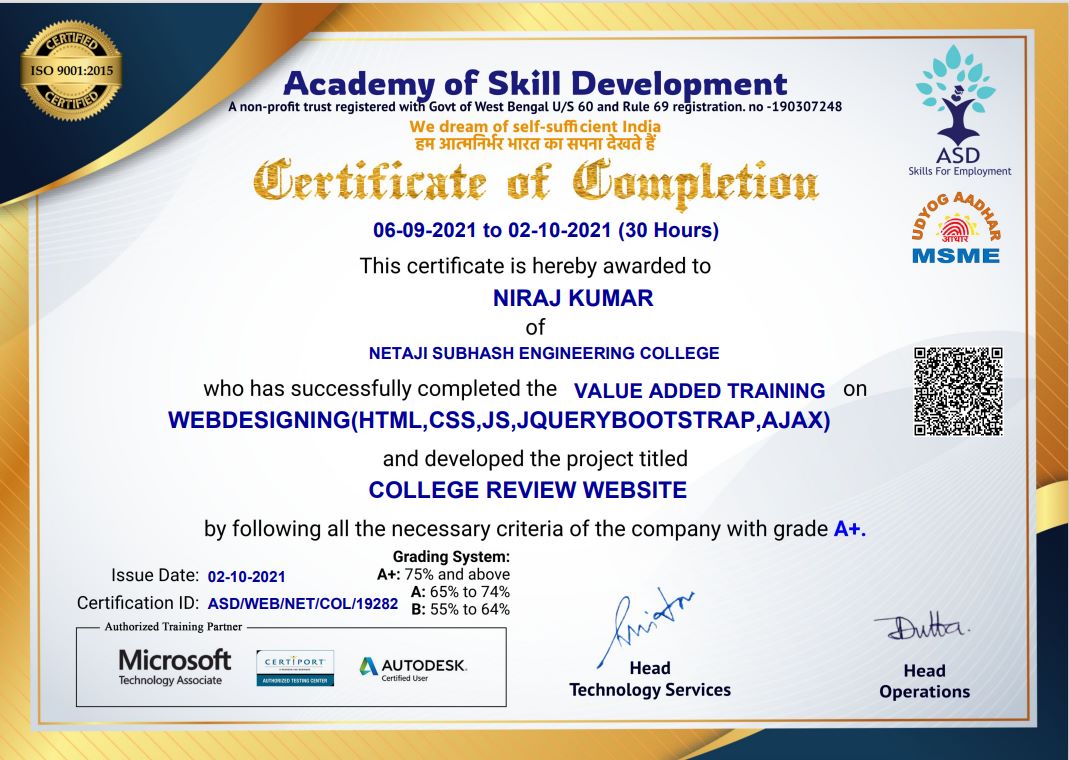 CERTIFIED
ISO 9001:2015
CERTIFIED
Academy of Skill Development
A non-profit trust registered with Govt of West Bengal U/S 60 and Rule 69 registration. no -190307248
We dream of self-sufficient India
हम आत्मनिर्भर भारत का सपना देखते हैं
ASD
Skills For Employment
Certificate of Completion
UDYOG AADHAR
आधार
MSME
06-09-2021 to 02-10-2021 (30 Hours)
This certificate is hereby awarded to
NIRAJ KUMAR
of
NETAJI SUBHASH ENGINEERING COLLEGE
who has successfully completed the VALUE ADDED TRAINING on
WEBDESIGNING(HTML,CSS,JS,JQUERYBOOTSTRAP,AJAX)
and developed the project titled
COLLEGE REVIEW WEBSITE
by following all the necessary criteria of the company with grade A+.
Grading System:
A+: 75% and above
A: 65% to 74%
B: 55% to 64%
Issue Date: 02-10-2021
Certification ID: ASD/WEB/NET/COL/19282
Authorized Training Partner
Microsoft
Technology Associate
CERTIPORT
AUTHORIZED TESTING CENTER
AUTODESK.
Certified User
Head
Technology Services
Dutta.
Head
Operations